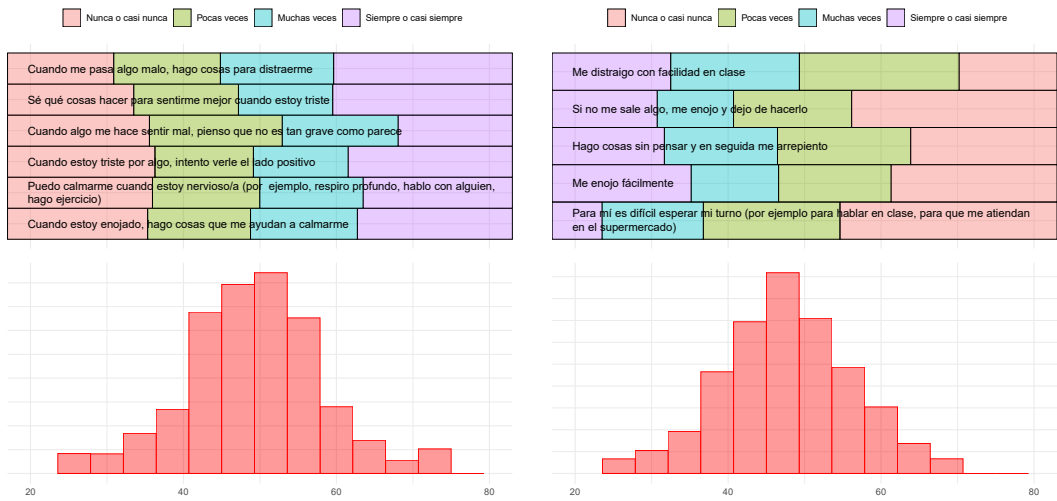 Nunca o casi nunca Pocas veces Muchas veces Siempre o casi siempre
Cuando me pasa algo malo, hago cosas para distraerme
Sé qué cosas hacer para sentirme mejor cuando estoy triste
Cuando algo me hace sentir mal, pienso que no es tan grave como parece
Cuando estoy triste por algo, intento verle el lado positivo
Puedo calmarme cuando estoy nervioso/a (por ejemplo, respiro profundo, hablo con alguien,
hago ejercicio)
Cuando estoy enojado, hago cosas que me ayudan a calmarme
20 40 60 80
Nunca o casi nunca Pocas veces Muchas veces Siempre o casi siempre
Me distraigo con facilidad en clase
Si no me sale algo, me enojo y dejo de hacerlo
Hago cosas sin pensar y en seguida me arrepiento
Me enojo fácilmente
Para mí es difícil esperar mi turno (por ejemplo para hablar en clase, para que me atiendan
en el supermercado)
20 40 60 80